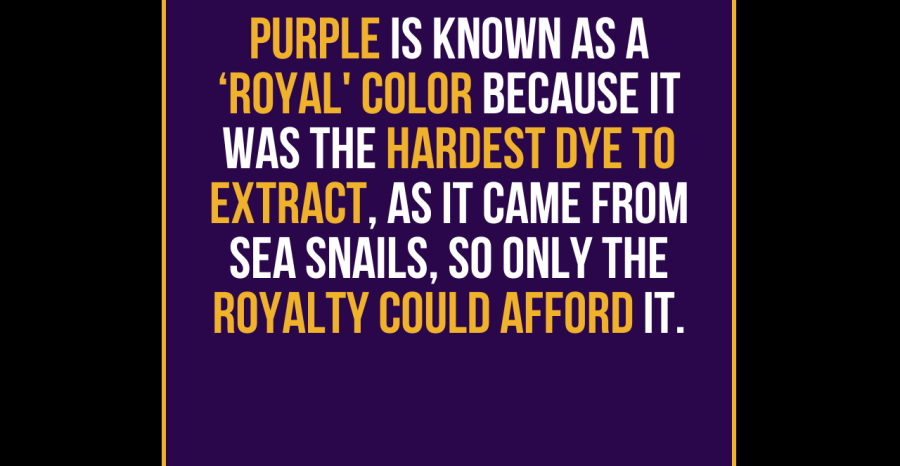 PURPLE IS KNOWN AS A
‘ROYAL' COLOR BECAUSE IT
WAS THE HARDEST DYE TO
EXTRACT, AS IT CAME FROM
SEA SNAILS, SO ONLY THE
ROYALTY COULD AFFORD IT.